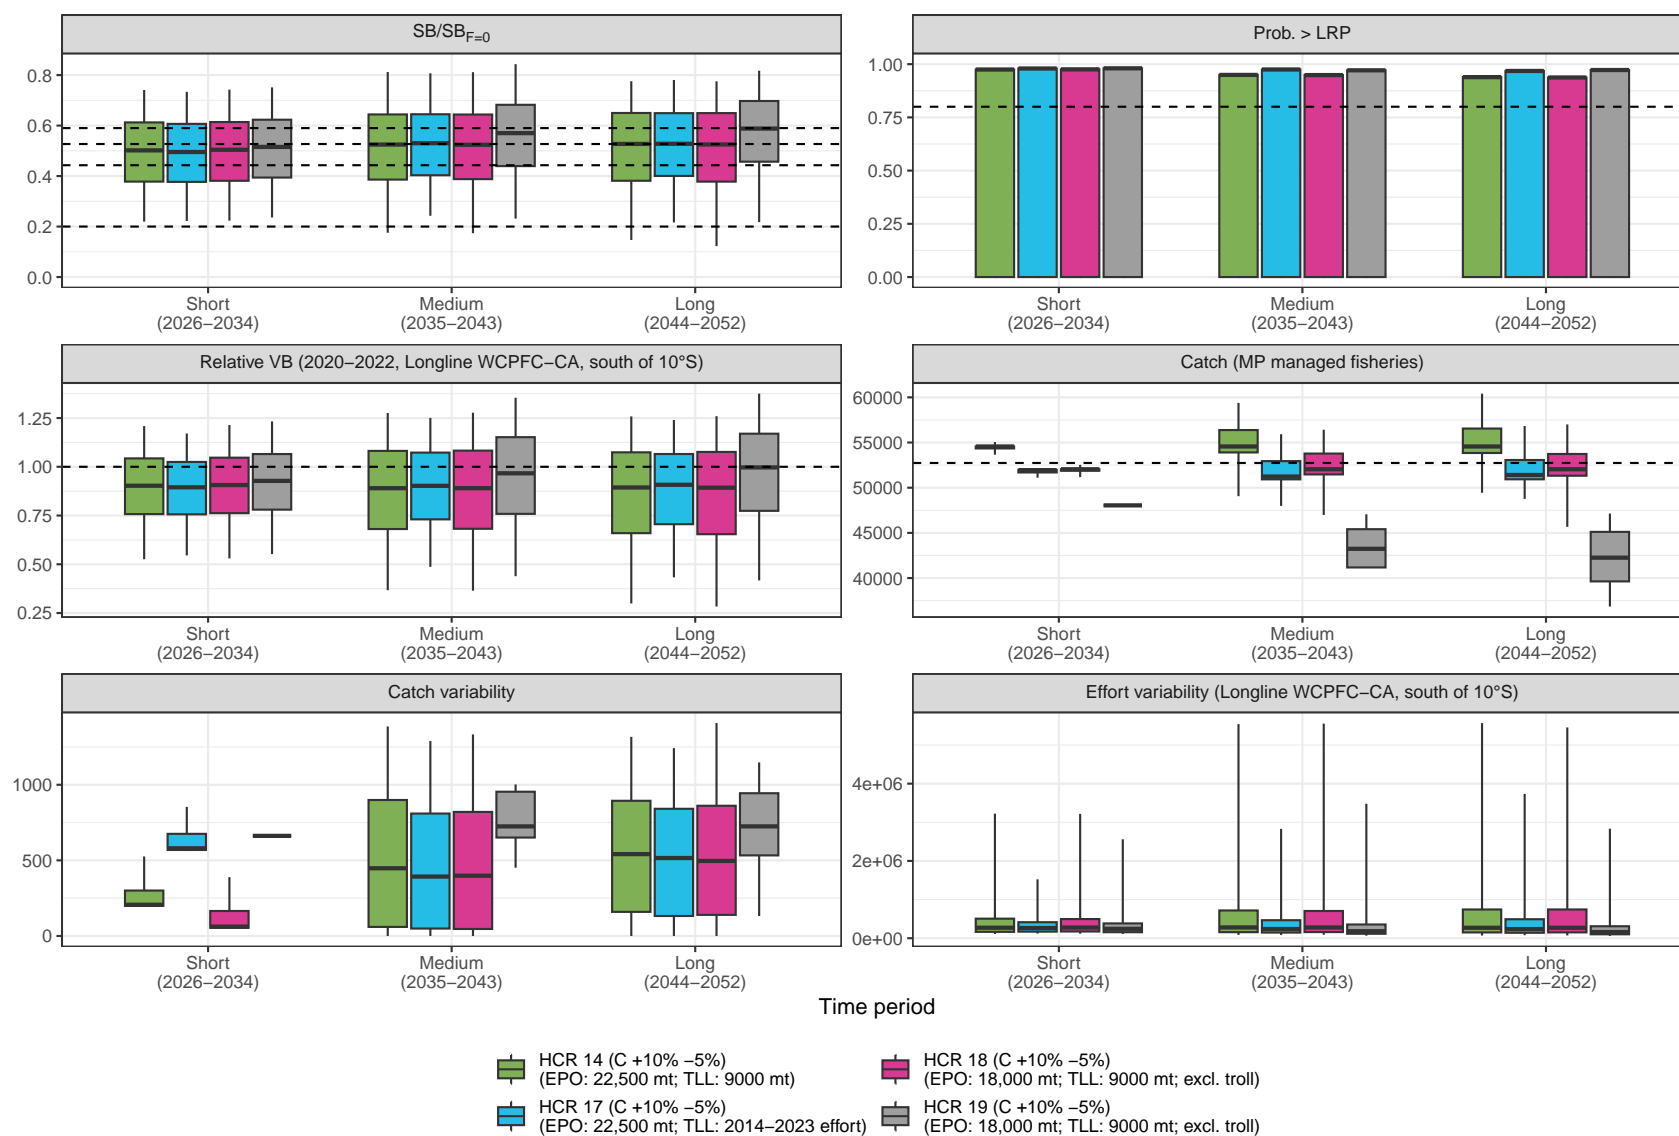 SB/SBF=0
Prob. > LRP
0.8
0.6
0.4
0.2
0.0
1.00
0.75
0.50
0.25
0.00
Short
(2026−2034)
Medium
(2035−2043)
Long
(2044−2052)
Short
(2026−2034)
Medium
(2035−2043)
Long
(2044−2052)
Relative VB (2020−2022, Longline WCPFC−CA, south of 10°S)
Catch (MP managed fisheries)
1.25
1.00
0.75
0.50
0.25
60000
55000
50000
45000
40000
Short
(2026−2034)
Medium
(2035−2043)
Long
(2044−2052)
Short
(2026−2034)
Medium
(2035−2043)
Long
(2044−2052)
Catch variability
Effort variability (Longline WCPFC−CA, south of 10°S)
1000
500
0
4e+06
2e+06
0e+00
Short
(2026−2034)
Medium
(2035−2043)
Long
(2044−2052)
Short
(2026−2034)
Medium
(2035−2043)
Long
(2044−2052)
Time period
HCR 14 (C +10% −5%)
(EPO: 22,500 mt; TLL: 9000 mt)
HCR 17 (C +10% −5%)
(EPO: 22,500 mt; TLL: 2014−2023 effort)
HCR 18 (C +10% −5%)
(EPO: 18,000 mt; TLL: 9000 mt; excl. troll)
HCR 19 (C +10% −5%)
(EPO: 18,000 mt; TLL: 9000 mt; excl. troll)